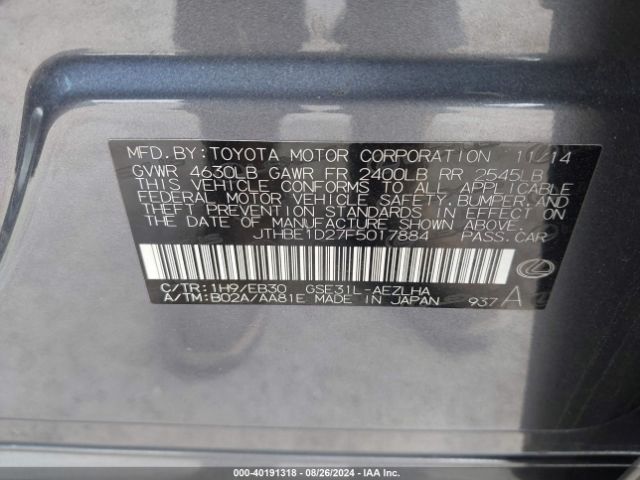 MFD.BY:TOYOTA MOTOR CORPORATION 11/14
GVWR 4630LB GAWR FR 2400LB RR 2545LB
THIS VEHICLE CONFORMS TO ALL APPLICABLE
FEDERAL MOTOR VEHICLE SAFETY,BUMPER,AND
THEFT PREVENTION STANDARDS IN EFFECT ON
THE DATE OF MANUFACTURE SHOWN ABOVE.
JTHBE1D27F5017884 PASS.CAR
C/TR:1H9/EB30 GSE31L-AEZLHA
A/TM:B02A/AA81E MADE IN JAPAN 937 A
000-40191318 | 08/26/2024 | IAA Inc.